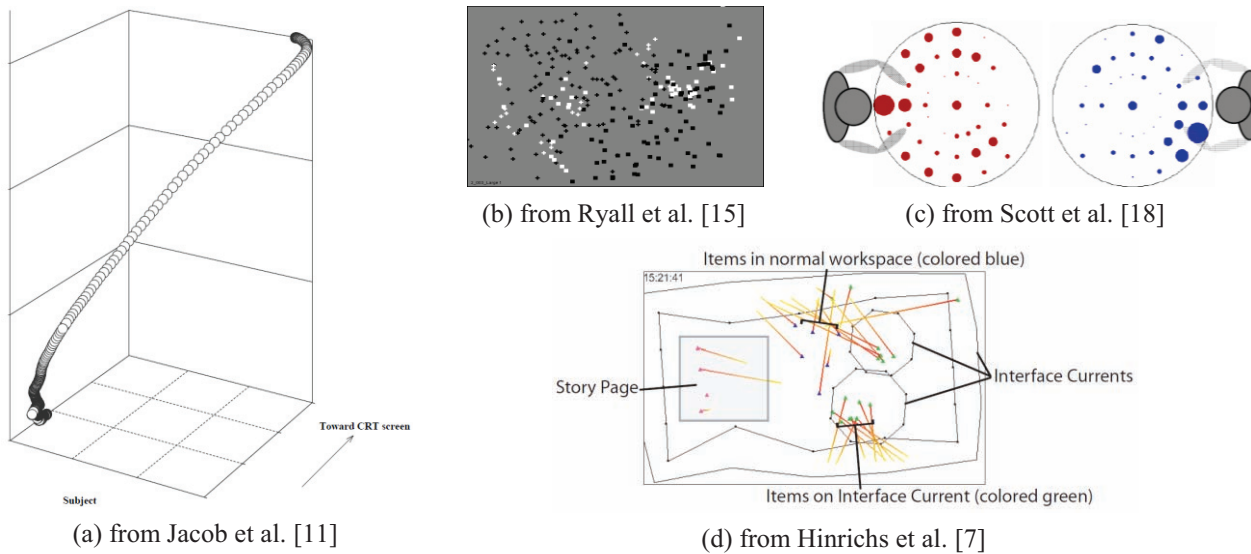 Toward CRT screen
Subject
(a) from Jacob et al. [11]
(b) from Ryall et al. [15]
(c) from Scott et al. [18]
Items in normal workspace (colored blue)
15:21:41
Story Page
Interface Currents
Items on Interface Current (colored green)
(d) from Hinrichs et al. [7]